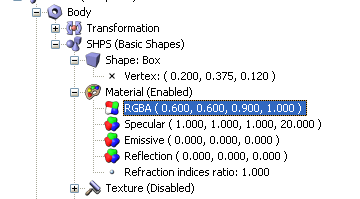 Body
Transformation
SHPS (Basic Shapes)
Shape: Box
Vertex: ( 0.200, 0.375, 0.120 )
Material (Enabled)
RGBA ( 0.600, 0.600, 0.900, 1.000 )
Specular ( 1.000, 1.000, 1.000, 20.000 )
Emissive ( 0.000, 0.000, 0.000 )
Reflection ( 0.000, 0.000, 0.000 )
Refraction indices ratio: 1.000
Texture (Disabled)